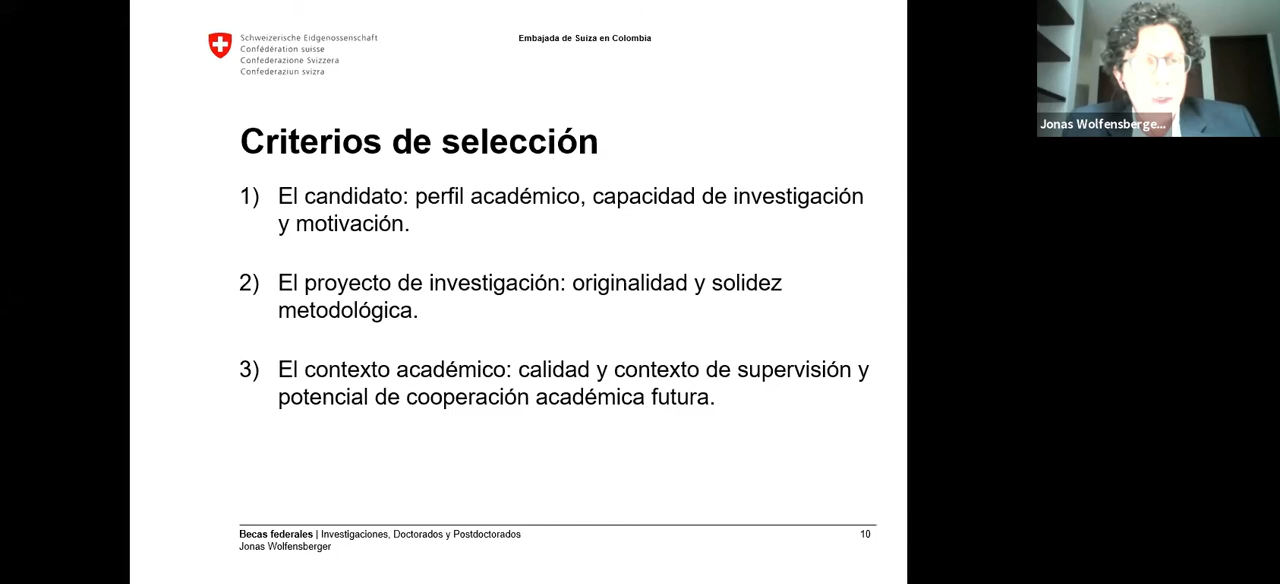 Schweizerische Eidgenossenschaft
Confédération suisse
Confederazione Svizzera
Confederaziun svizra
Embajada de Suiza en Colombia
Jonas Wolfensberge...
Criterios de selección
1) El candidato: perfil académico, capacidad de investigación
y motivación.
2) El proyecto de investigación: originalidad y solidez
metodológica.
3) El contexto académico: calidad y contexto de supervisión y
potencial de cooperación académica futura.
Becas federales | Investigaciones, Doctorados y Postdoctorados
Jonas Wolfensberger
10